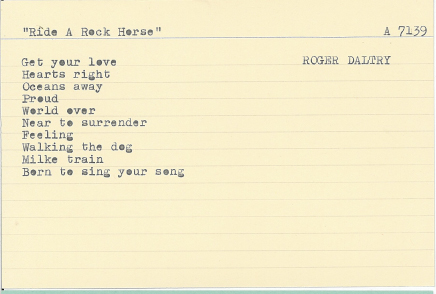 "Ride A Rock Horse" A 7139
Get your love ROGER DALTRY
Hearts right
Oceans away
Proud
World over
Near to surrender
Feeling
Walking the dog
Milke train
Born to sing your song